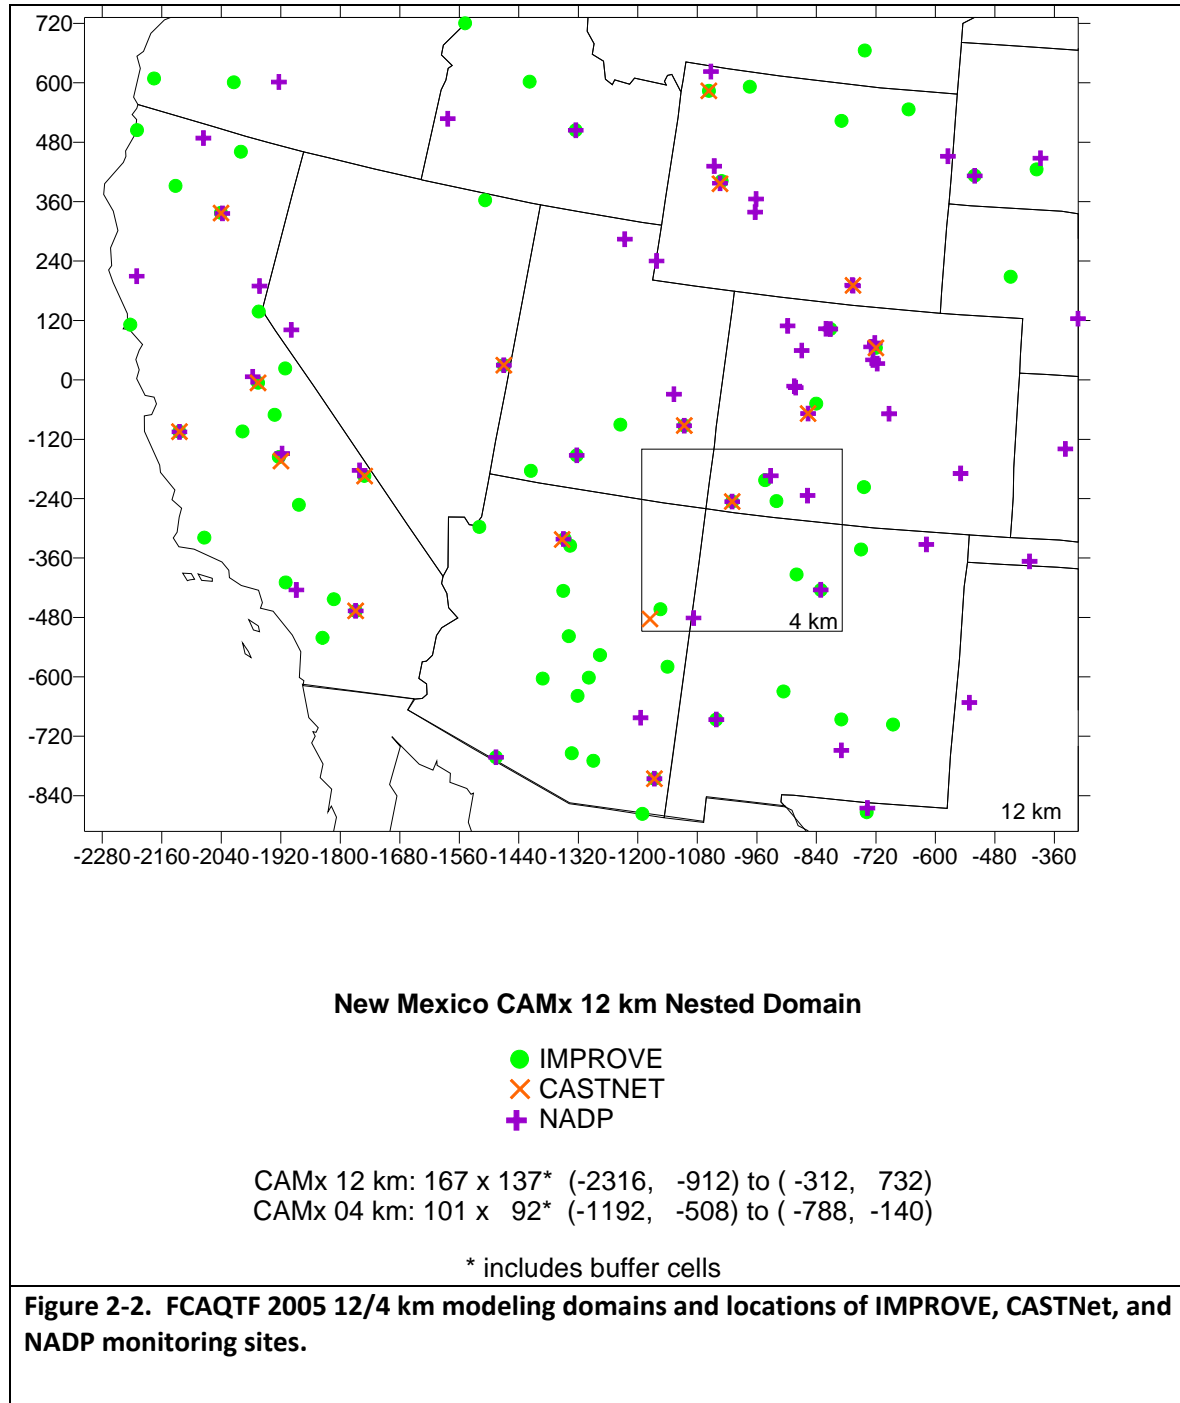 720
600
480
360
240
120
0
-120
-240
-360
-480
-600
-720
-840
4 km
12 km
-2280 -2160 -2040 -1920 -1800 -1680 -1560 -1440 -1320 -1200 -1080 -960 -840 -720 -600 -480 -360
New Mexico CAMx 12 km Nested Domain
IMPROVE
CASTNET
NADP
CAMx 12 km: 167 x 137* (-2316, -912) to ( -312, 732)
CAMx 04 km: 101 x 92* (-1192, -508) to ( -788, -140)
* includes buffer cells
Figure 2-2. FCAQTF 2005 12/4 km modeling domains and locations of IMPROVE, CASTNet, and
NADP monitoring sites.